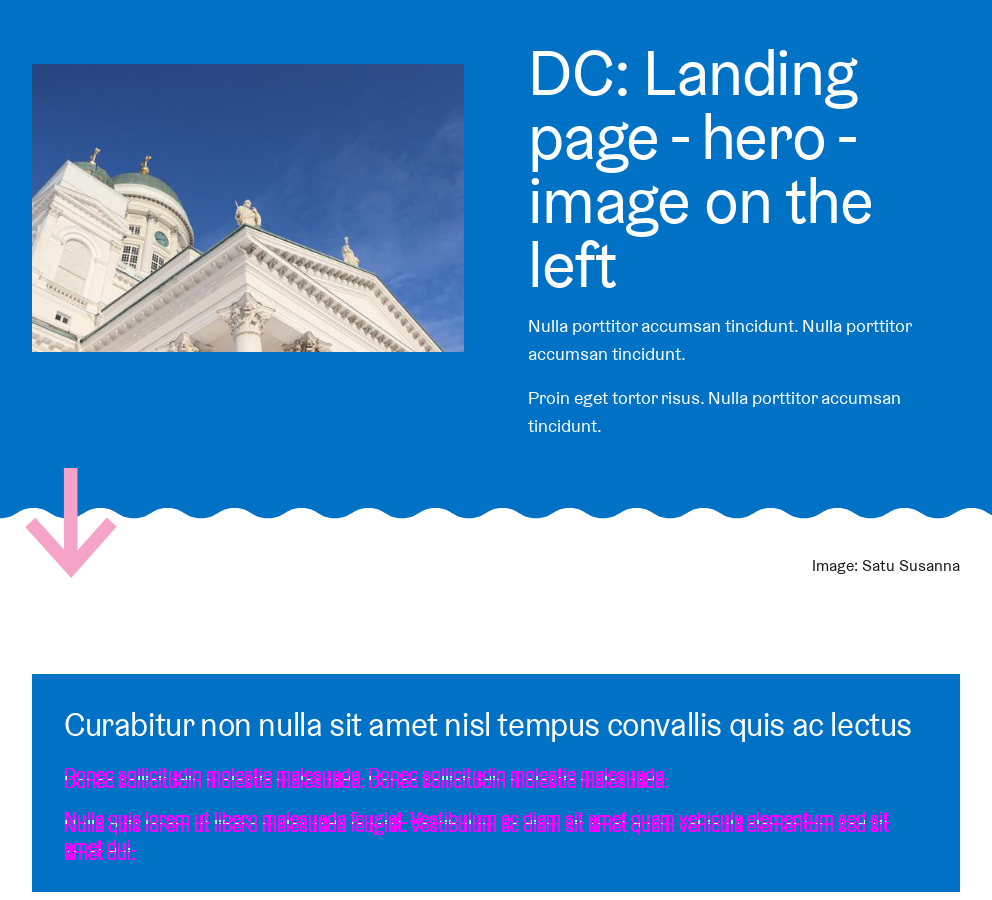 DC: Landing
page - hero -
image on the
left
Nulla porttitor accumsan tincidunt. Nulla porttitor
accumsan tincidunt.
Proin eget tortor risus. Nulla porttitor accumsan
tincidunt.
Image: Satu Susanna
Curabitur non nulla sit amet nisl tempus convallis quis ac lectus
Donec sollicitudin molestie malesuada. Donec sollicitudin molestie malesuada.
Nulla quis lorem ut libero malesuada feugiat. Vestibulum ac diam sit amet quam vehicula elementum sed sit
amet dui.